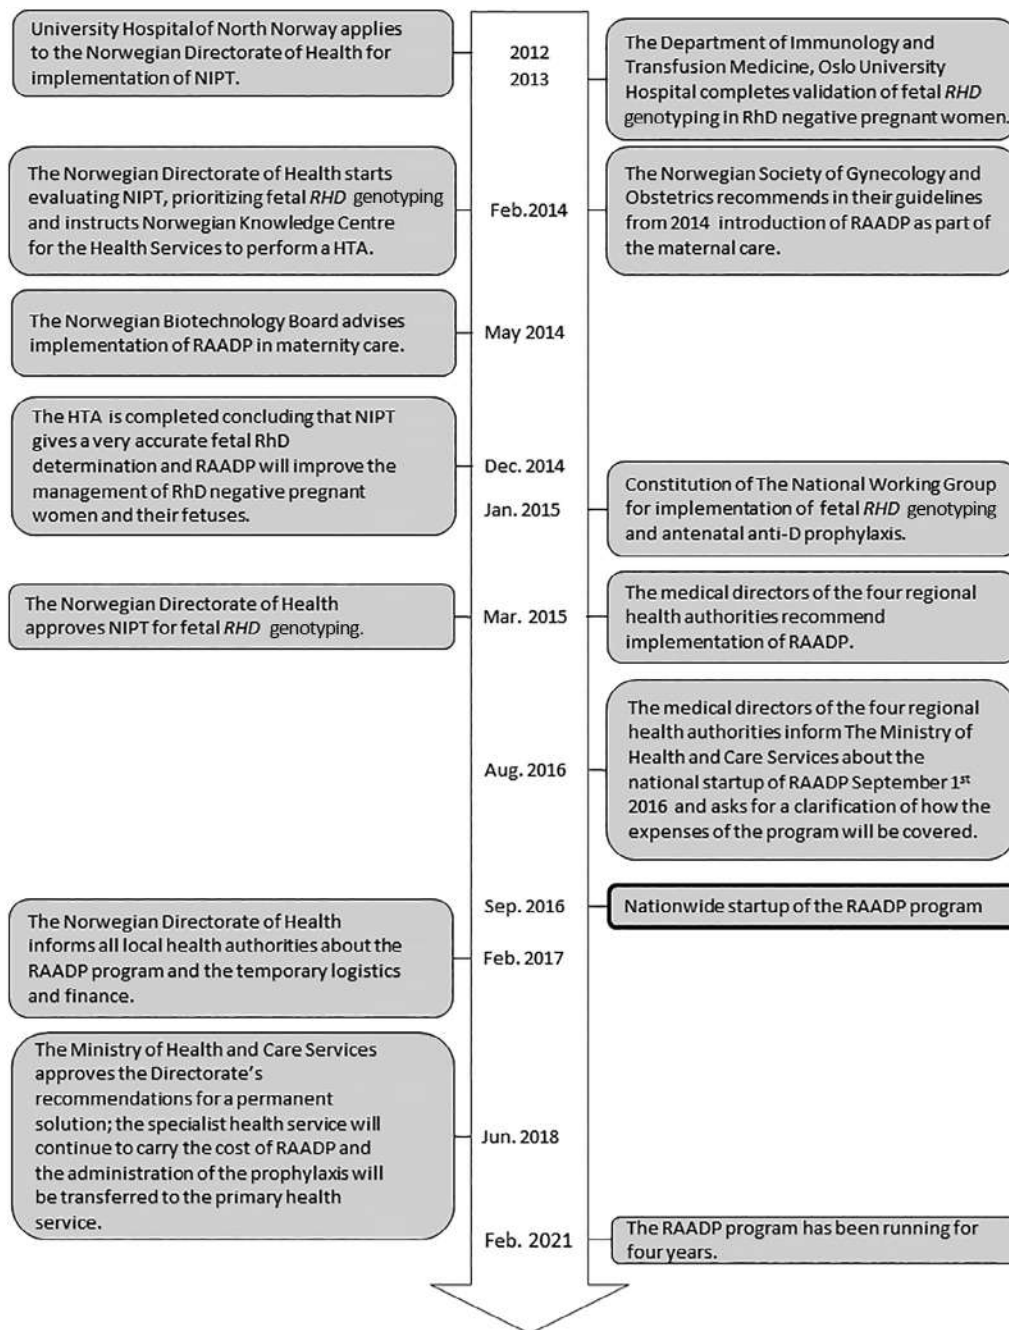 University Hospital of North Norway applies
to the Norwegian Directorate of Health for
implementation of NIPT.
2012
2013
The Department of Immunology and
Transfusion Medicine, Oslo University
Hospital completes validation of fetal RHD
genotyping in RhD negative pregnant women.
The Norwegian Directorate of Health starts
evaluating NIPT, prioritizing fetal RHD genotyping
and instructs Norwegian Knowledge Centre
for the Health Services to perform a HTA.
Feb.2014
The Norwegian Society of Gynecology and
Obstetrics recommends in their guidelines
from 2014 introduction of RAADP as part of
the maternal care.
The Norwegian Biotechnology Board advises
implementation of RAADP in maternity care.
May 2014
The HTA is completed concluding that NIPT
gives a very accurate fetal RhD
determination and RAADP will improve the
management of RhD negative pregnant
women and their fetuses.
Dec. 2014
Jan. 2015
Constitution of The National Working Group
for implementation of fetal RHD genotyping
and antenatal anti-D prophylaxis.
The Norwegian Directorate of Health
approves NIPT for fetal RHD genotyping.
Mar. 2015
The medical directors of the four regional
health authorities recommend
implementation of RAADP.
Aug. 2016
The medical directors of the four regional
health authorities inform The Ministry of
Health and Care Services about the
national startup of RAADP September 1st
2016 and asks for a clarification of how the
expenses of the program will be covered.
Sep. 2016
Nationwide startup of the RAADP program
The Norwegian Directorate of Health
informs all local health authorities about the
RAADP program and the temporary logistics
and finance.
Feb. 2017
The Ministry of Health and Care Services
approves the Directorate's
recommendations for a permanent
solution; the specialist health service will
continue to carry the cost of RAADP and
the administration of the prophylaxis will
be transferred to the primary health
service.
Jun. 2018
Feb. 2021
The RAADP program has been running for
four years.